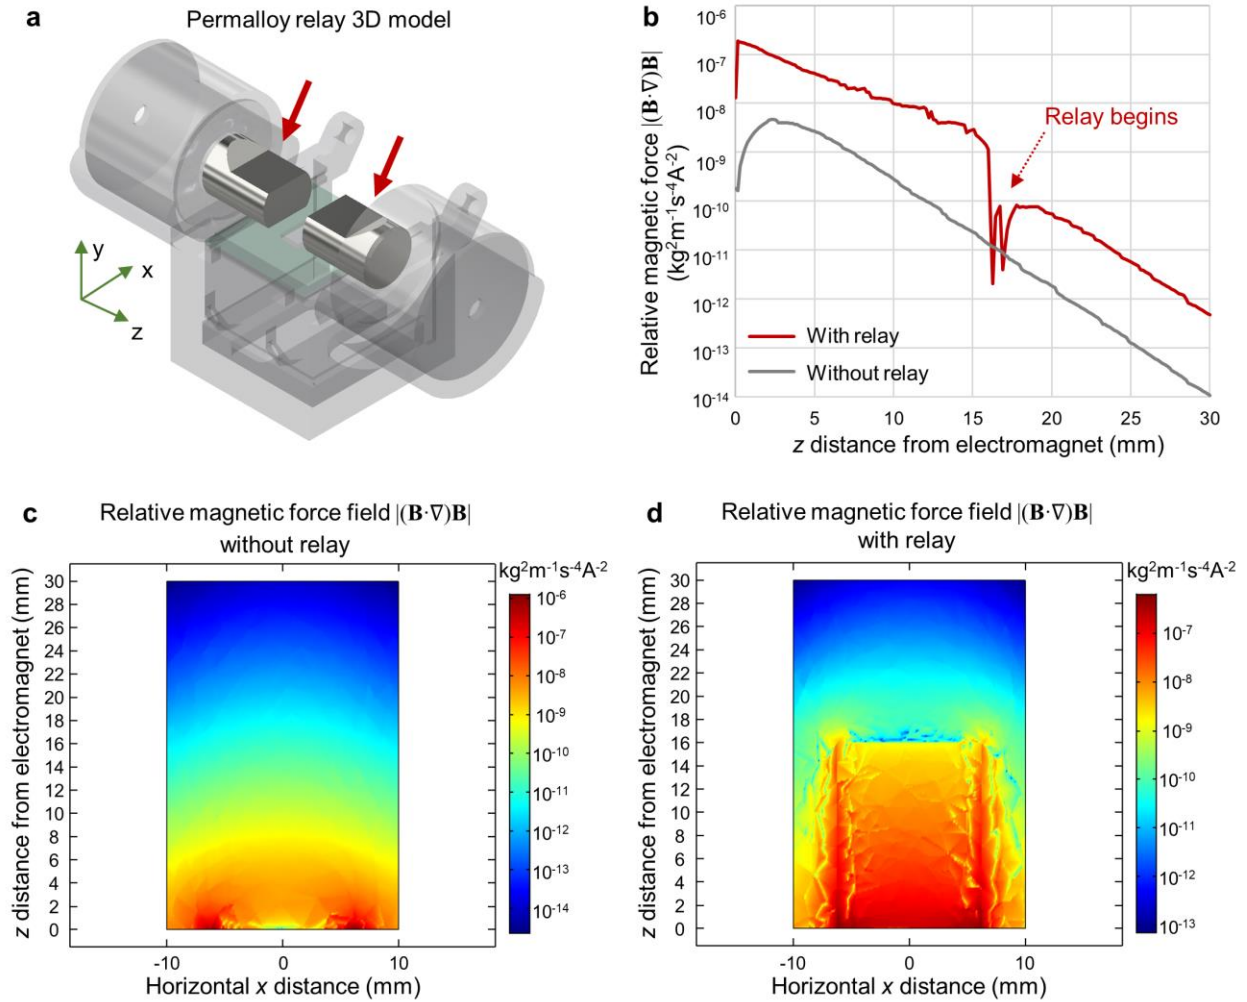 a
Permalloy relay 3D model
y
x
z
b
Relative magnetic force |(B·∇)B|
(kg²m⁻¹s⁻⁴A⁻²)
10⁻⁶
10⁻⁷
10⁻⁸
10⁻⁹
10⁻¹⁰
10⁻¹¹
10⁻¹²
10⁻¹³
10⁻¹⁴
Relay begins
With relay
Without relay
0 5 10 15 20 25 30
z distance from electromagnet (mm)
c
Relative magnetic force field |(B·∇)B|
without relay
kg²m⁻¹s⁻⁴A⁻²
z distance from electromagnet (mm)
30
28
26
24
22
20
18
16
14
12
10
8
6
4
2
0
10⁻⁶
10⁻⁷
10⁻⁸
10⁻⁹
10⁻¹⁰
10⁻¹¹
10⁻¹²
10⁻¹³
10⁻¹⁴
-10 0 10
Horizontal x distance (mm)
d
Relative magnetic force field |(B·∇)B|
with relay
kg²m⁻¹s⁻⁴A⁻²
z distance from electromagnet (mm)
30
28
26
24
22
20
18
16
14
12
10
8
6
4
2
0
10⁻⁷
10⁻⁸
10⁻⁹
10⁻¹⁰
10⁻¹¹
10⁻¹²
10⁻¹³
-10 0 10
Horizontal x distance (mm)